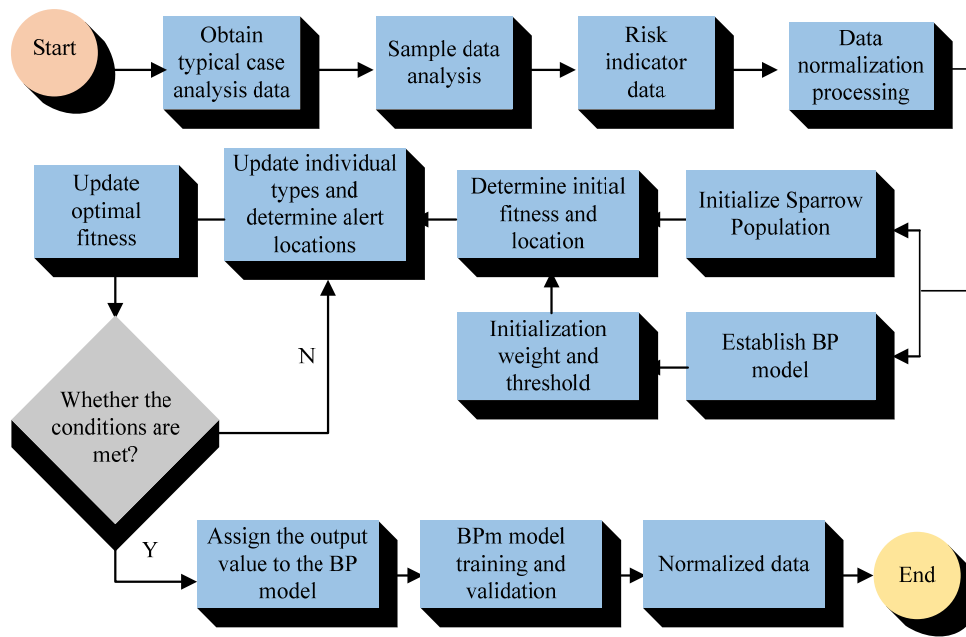 Start
Obtain
typical case
analysis data
Sample data
analysis
Risk
indicator
data
Data
normalization
processing
Update
optimal
fitness
Update individual
types and
determine alert
locations
Determine initial
fitness and
location
Initialize Sparrow
Population
Initialization
weight and
threshold
Establish BP
model
N
Whether the
conditions are
met?
Y
Assign the output
value to the BP
model
BPm model
training and
validation
Normalized data
End